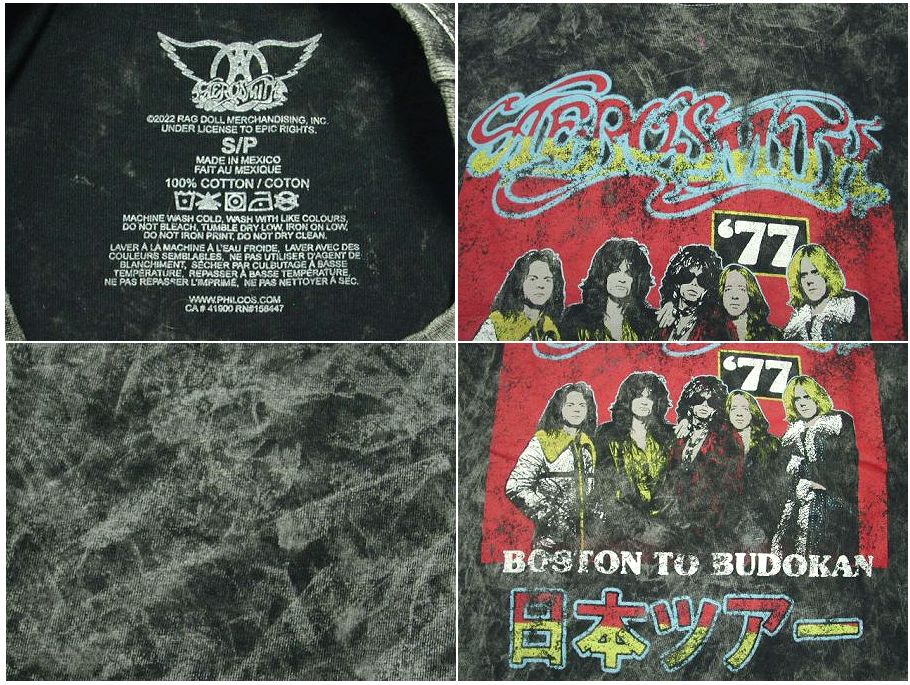 AEROSMITH
©2022 RAG DOLL MERCHANDISING, INC.
UNDER LICENSE TO EPIC RIGHTS.
S/P
MADE IN MEXICO
FAIT AU MEXIQUE
100% COTTON / COTON
MACHINE WASH COLD, WASH WITH LIKE COLOURS,
DO NOT BLEACH, TUMBLE DRY LOW, IRON ON LOW,
DO NOT IRON PRINT, DO NOT DRY CLEAN.
LAVER À LA MACHINE À L'EAU FROIDE, LAVER AVEC DES
COULEURS SEMBLABLES, NE PAS UTILISER D'AGENT DE
BLANCHIMENT, SÉCHER PAR CULBUTAGE À BASSE
TEMPÉRATURE, REPASSER À BASSE TEMPÉRATURE,
NE PAS REPASSER L'IMPRIMÉ, NE PAS NETTOYER À SEC.
WWW.PHILCOS.COM
CA# 41900 RN#158447
AEROSMITH
'77
'77
BOSTON TO BUDOKAN
日本ツアー